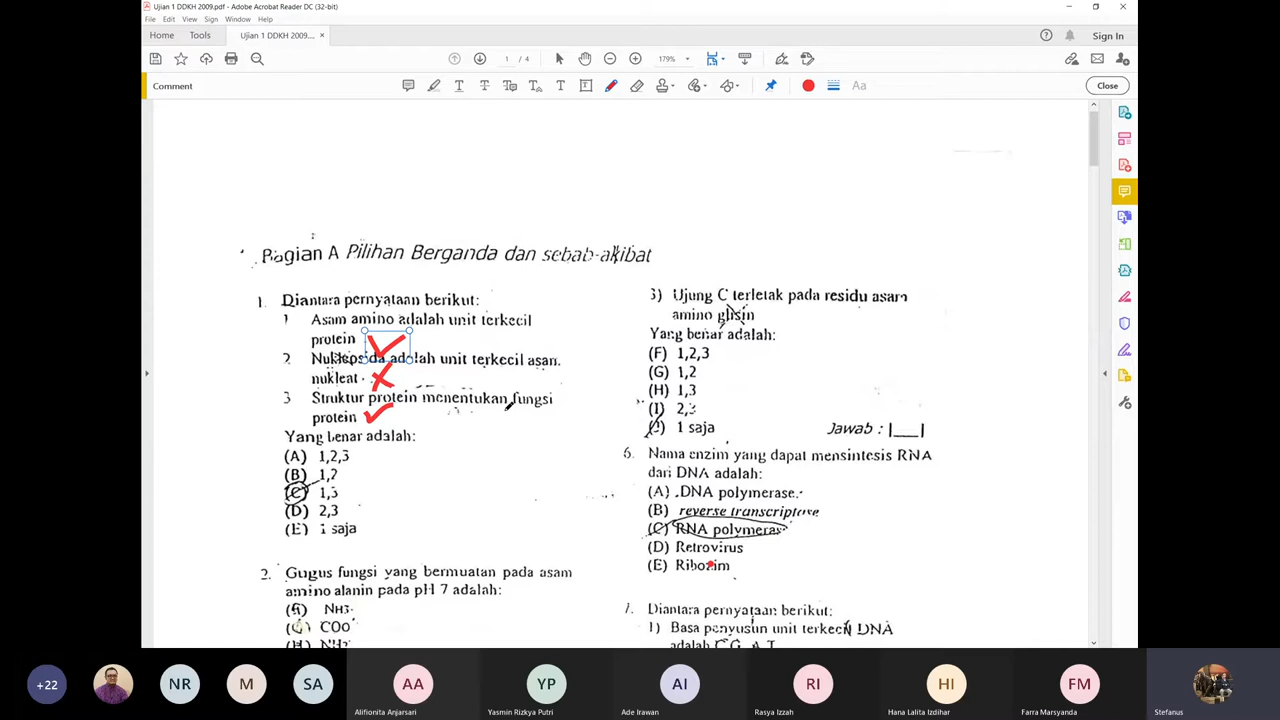 Ujian 1 DDKH 2009.pdf - Adobe Acrobat Reader DC (32-bit)
File Edit View Sign Window Help
Home Tools Ujian 1 DDKH 2009.... × Sign In
1 / 4 179%
Comment Aa Close
Bagian A Pilihan Berganda dan sebab-akibat
1. Diantara pernyataan berikut:
1 Asam amino adalah unit terkecil
protein
2 Nukleosida adalah unit terkecil asam
nukleat
3 Struktur protein menentukan fungsi
protein
Yang benar adalah:
(A) 1,2,3
(B) 1,2
(C) 1,3
(D) 2,3
(E) 1 saja
2. Gugus fungsi yang bermuatan pada asam
amino alanin pada pH 7 adalah:
NH3
COO
3) Ujung C terletak pada residu asam
amino glisin
Yang benar adalah:
(F) 1,2,3
(G) 1,2
(H) 1,3
(I) 2,3
(J) 1 saja
Jawab : |___|
6. Nama enzim yang dapat mensintesis RNA
dari DNA adalah:
(A) DNA polymerase
(B) reverse transcriptase
(C) RNA polymerase
(D) Retrovirus
(E) Ribozim
7. Diantara pernyataan berikut:
1) Basa penyusun unit terkecil DNA
adalah C, G, A, T
+22 NR M SA AA YP AI RI HI FM
Alifionita Anjarsari Yasmin Rizkya Putri Ade Irawan Rasya Izzah Hana Lalita Izdihar Farra Marsyanda Stefanus